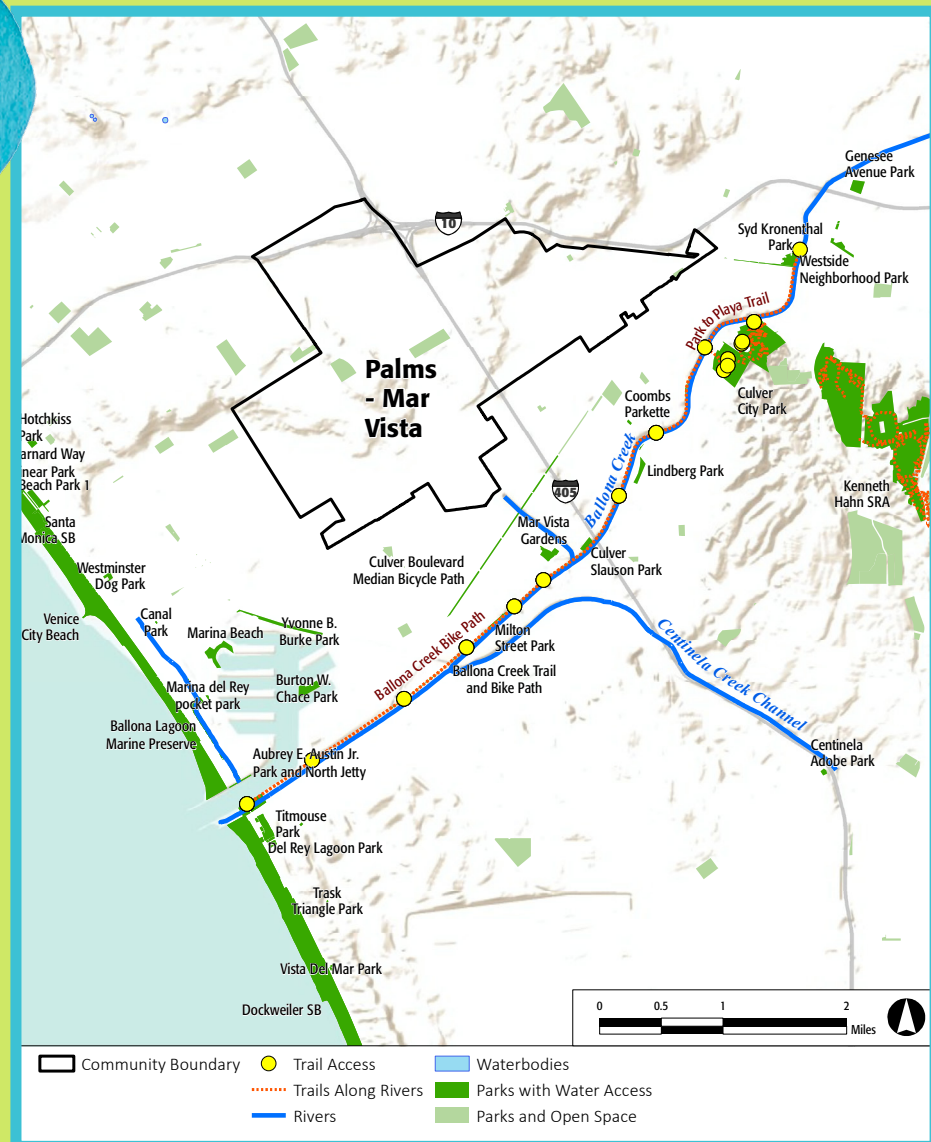 Genesee
Avenue Park
10
Syd Kronenthal
Park
Westside
Neighborhood Park
Park to Playa Trail
Palms
- Mar
Vista
Culver
City Park
Coombs
Parkette
Hotchkiss
Park
arnard Way
near Park
Beach Park 1
Ballona Creek
Lindberg Park
405
Kenneth
Hahn SRA
Santa
Monica SB
Mar Vista
Gardens
Culver
Slauson Park
Culver Boulevard
Median Bicycle Path
Westminster
Dog Park
Venice
City Beach
Canal
Park
Marina Beach
Yvonne B.
Burke Park
Ballona Creek Bike Path
Milton
Street Park
Centinela Creek Channel
Ballona Creek Trail
and Bike Path
Marina del Rey
pocket park
Burton W.
Chace Park
Ballona Lagoon
Marine Preserve
Aubrey E. Austin Jr.
Park and North Jetty
Centinela
Adobe Park
Titmouse
Park
Del Rey Lagoon Park
Trask
Triangle Park
Vista Del Mar Park
Dockweiler SB
0 0.5 1 2
Miles
Community Boundary
Trail Access
Trails Along Rivers
Rivers
Waterbodies
Parks with Water Access
Parks and Open Space